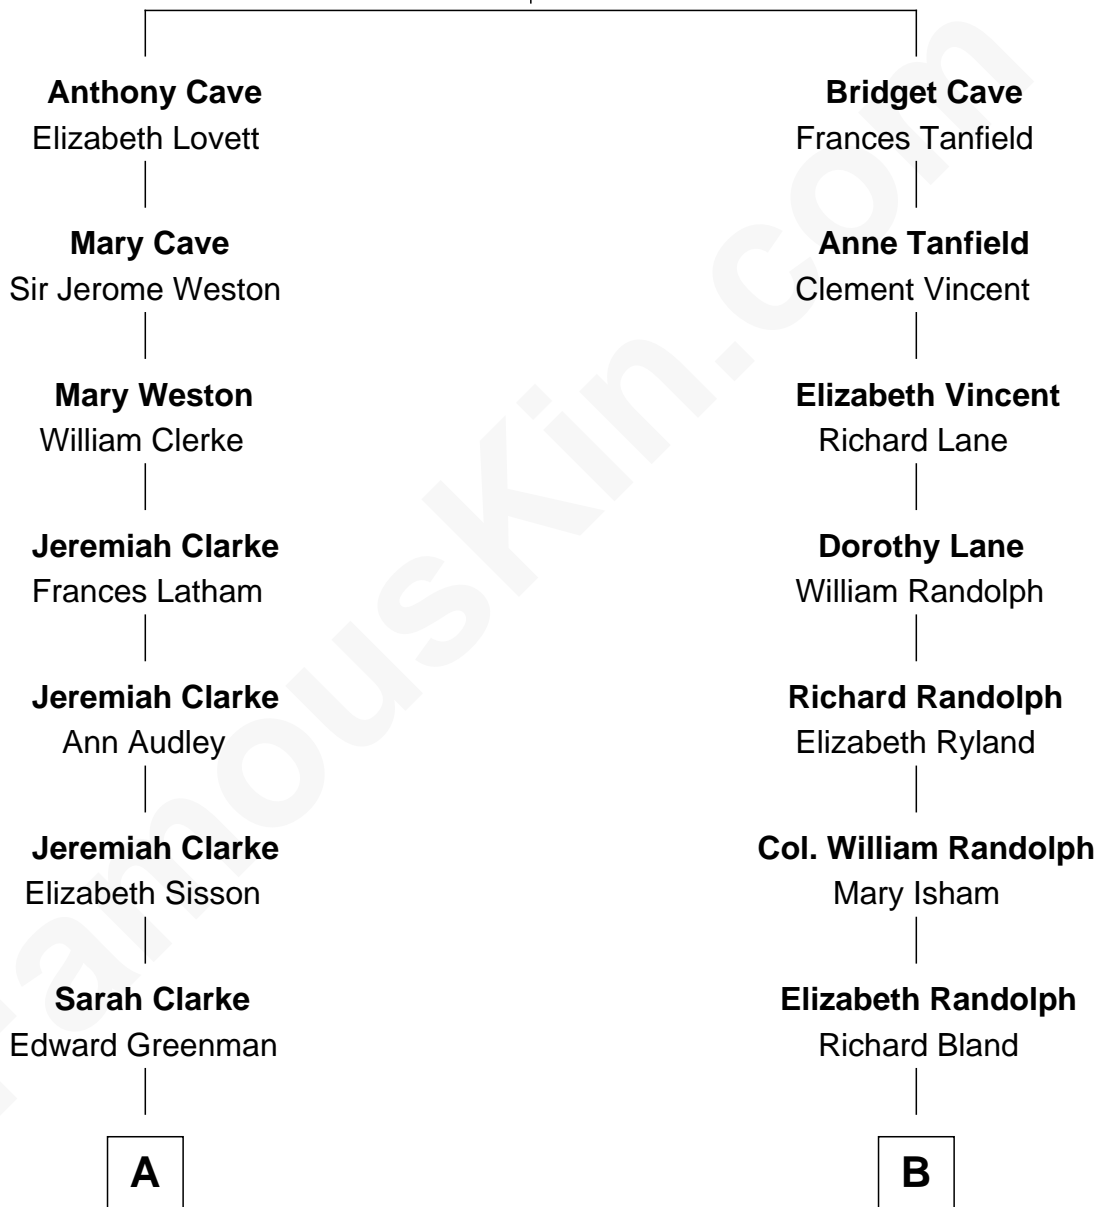 Anthony Cave
Elizabeth Lovett
Mary Cave
Sir Jerome Weston
Mary Weston
William Clerke
Jeremiah Clarke
Frances Latham
Jeremiah Clarke
Ann Audley
Jeremiah Clarke
Elizabeth Sisson
Sarah Clarke
Edward Greenman
A
Bridget Cave
Frances Tanfield
Anne Tanfield
Clement Vincent
Elizabeth Vincent
Richard Lane
Dorothy Lane
William Randolph
Richard Randolph
Elizabeth Ryland
Col. William Randolph
Mary Isham
Elizabeth Randolph
Richard Bland
B
FamousKin.com